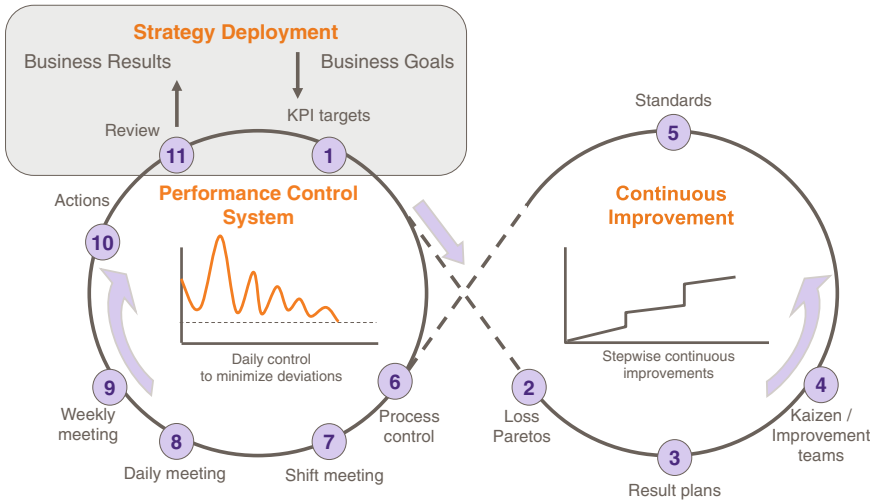 Strategy Deployment
Business Results
Business Goals
KPI targets
Review
11
1
Performance Control
System
Actions
10
Daily control
to minimize deviations
9
Weekly
meeting
8
Daily meeting
7
Shift meeting
6
Process
control
Standards
5
Continuous
Improvement
Stepwise continuous
improvements
2
Loss
Paretos
3
Result plans
4
Kaizen /
Improvement
teams